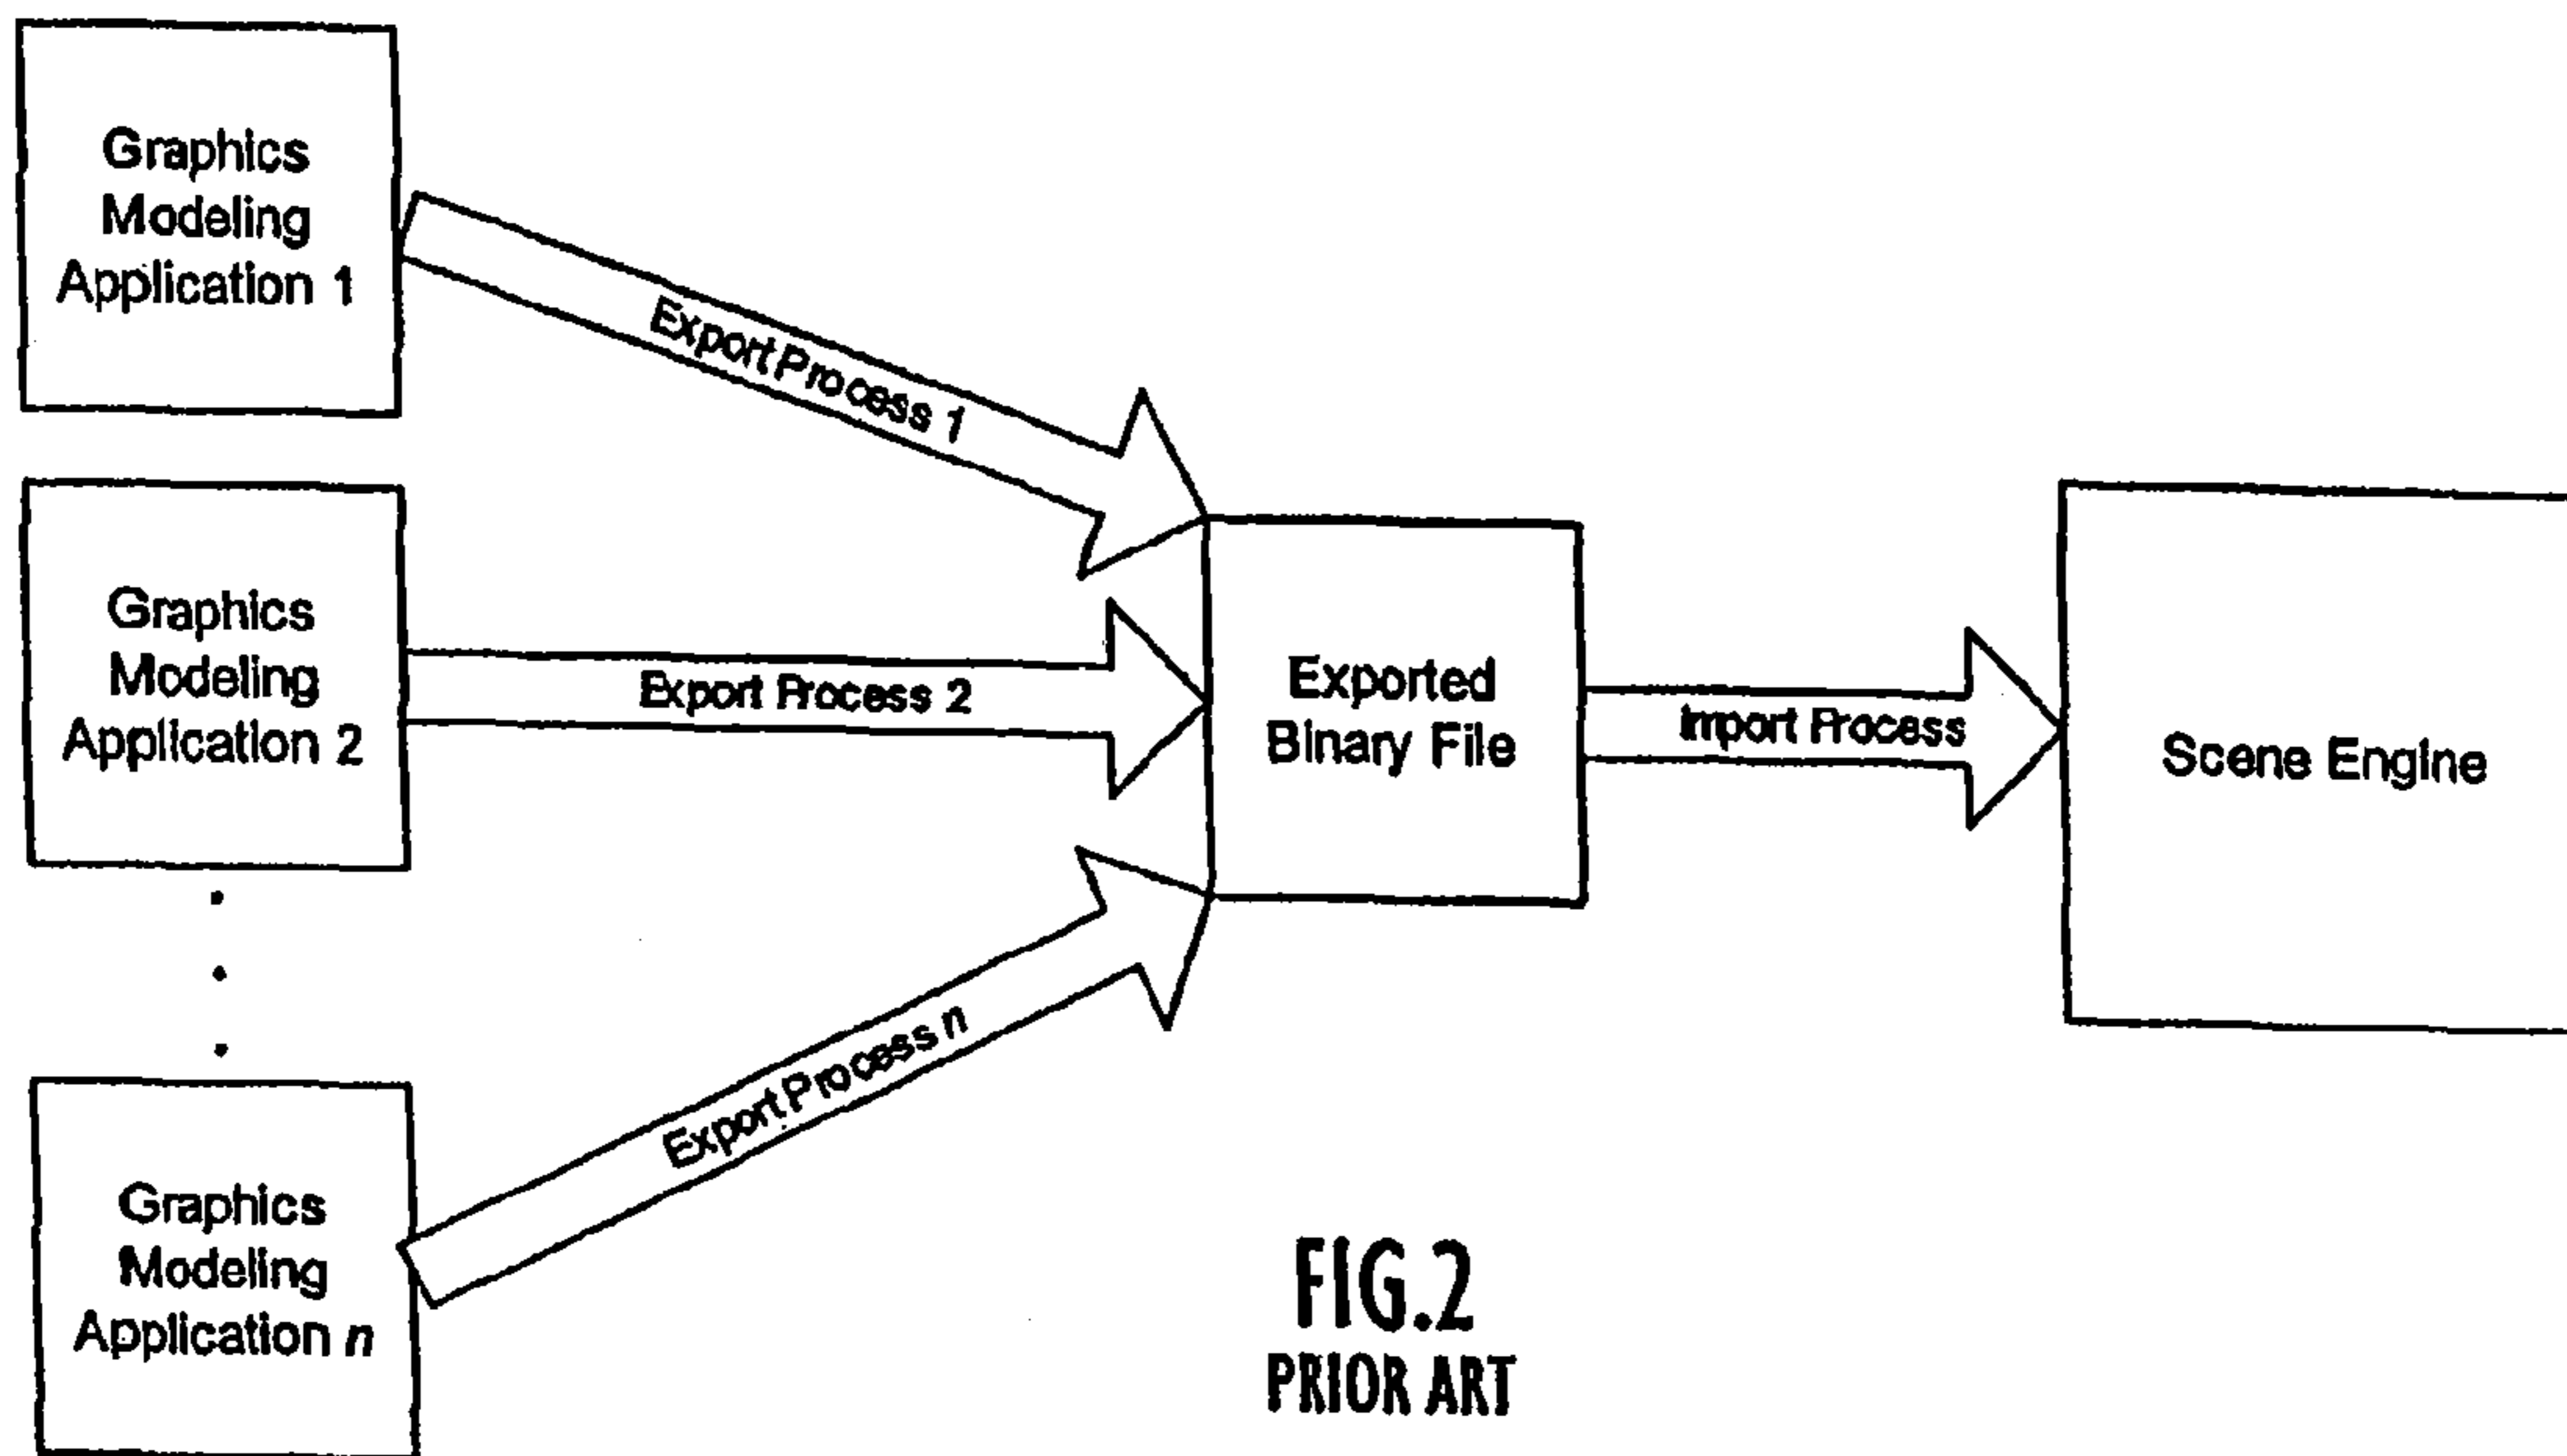 Graphics
Modeling
Application 1
Export Process 1
Graphics
Modeling
Application 2
Export Process 2
Exported
Binary File
Import Process
Scene Engine
Export Process n
Graphics
Modeling
Application n
FIG.2
PRIOR ART